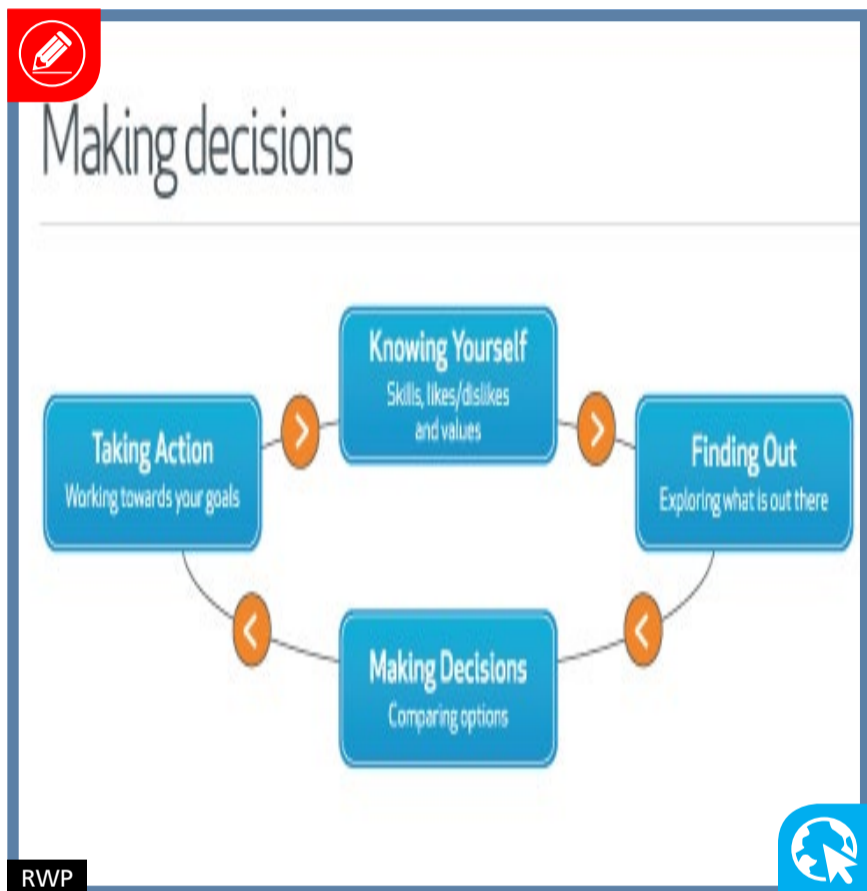 Making decisions
Knowing Yourself
Skills, likes/dislikes
and values
Taking Action
Working towards your goals
Finding Out
Exploring what is out there
Making Decisions
Comparing options
RWP